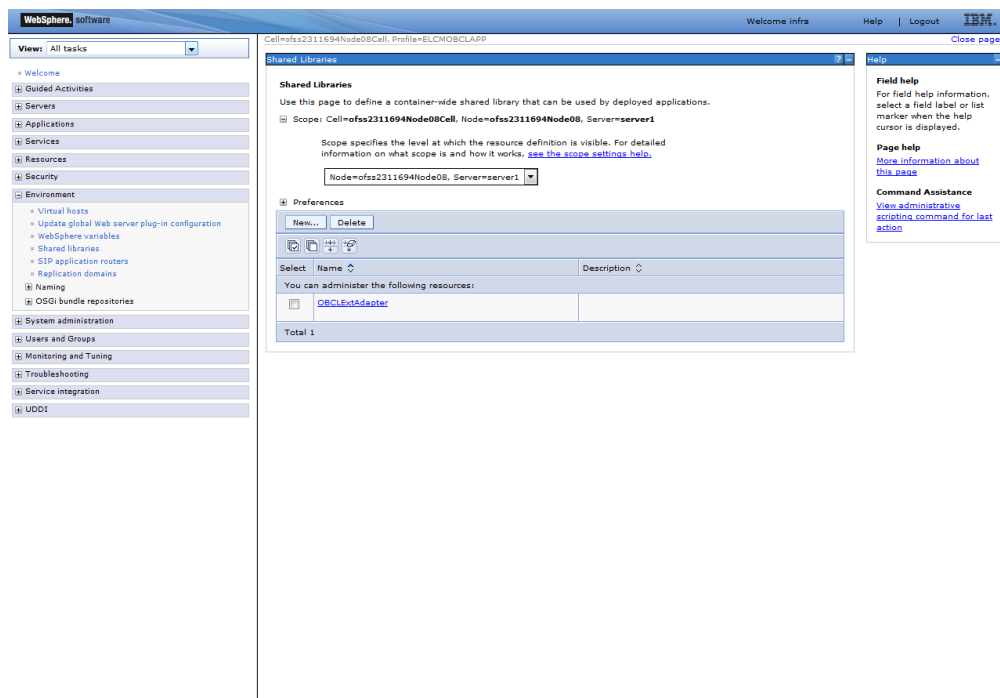 WebSphere. software
Welcome infra
Help | Logout
IBM.
View: All tasks
Cell=ofss2311694Node08Cell, Profile=ELCMOBCLAPP
Close page
Welcome
Guided Activities
Servers
Applications
Services
Resources
Security
Environment
Virtual hosts
Update global Web server plug-in configuration
WebSphere variables
Shared libraries
SIP application routers
Replication domains
Naming
OSGi bundle repositories
System administration
Users and Groups
Monitoring and Tuning
Troubleshooting
Service integration
UDDI
Shared Libraries
Shared Libraries
Use this page to define a container-wide shared library that can be used by deployed applications.
Scope: Cell=ofss2311694Node08Cell, Node=ofss2311694Node08, Server=server1
Scope specifies the level at which the resource definition is visible. For detailed
information on what scope is and how it works, see the scope settings help.
Node=ofss2311694Node08, Server=server1
Preferences
New... Delete
Select Name Description
You can administer the following resources:
OBCLExtAdapter
Total 1
Help
Field help
For field help information,
select a field label or list
marker when the help
cursor is displayed.
Page help
More information about
this page
Command Assistance
View administrative
scripting command for last
action